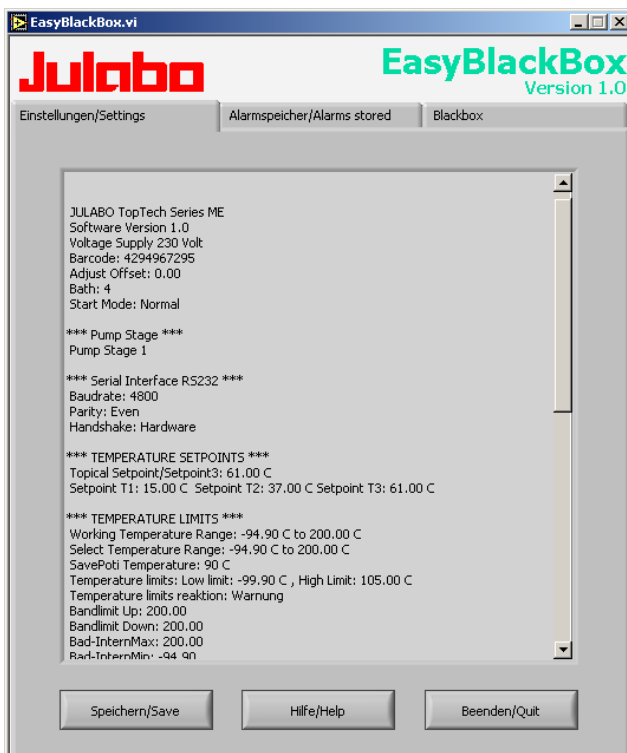 EasyBlackBox.vi
Julabo
EasyBlackBox
Version 1.0
Einstellungen/Settings
Alarmspeicher/Alarms stored
Blackbox
JULABO TopTech Series ME
Software Version 1.0
Voltage Supply 230 Volt
Barcode: 4294967295
Adjust Offset: 0.00
Bath: 4
Start Mode: Normal
*** Pump Stage ***
Pump Stage 1
*** Serial Interface RS232 ***
Baudrate: 4800
Parity: Even
Handshake: Hardware
*** TEMPERATURE SETPOINTS ***
Topical Setpoint/Setpoint3: 61.00 C
Setpoint T1: 15.00 C  Setpoint T2: 37.00 C Setpoint T3: 61.00 C
*** TEMPERATURE LIMITS ***
Working Temperature Range: -94.90 C to 200.00 C
Select Temperature Range: -94.90 C to 200.00 C
SavePoti Temperature: 90 C
Temperature limits: Low limit: -99.90 C , High Limit: 105.00 C
Temperature limits reaktion: Warnung
Bandlimit Up: 200.00
Bandlimit Down: 200.00
Bad-InternMax: 200.00
Bad-InternMin: -94.90
Speichern/Save
Hilfe/Help
Beenden/Quit